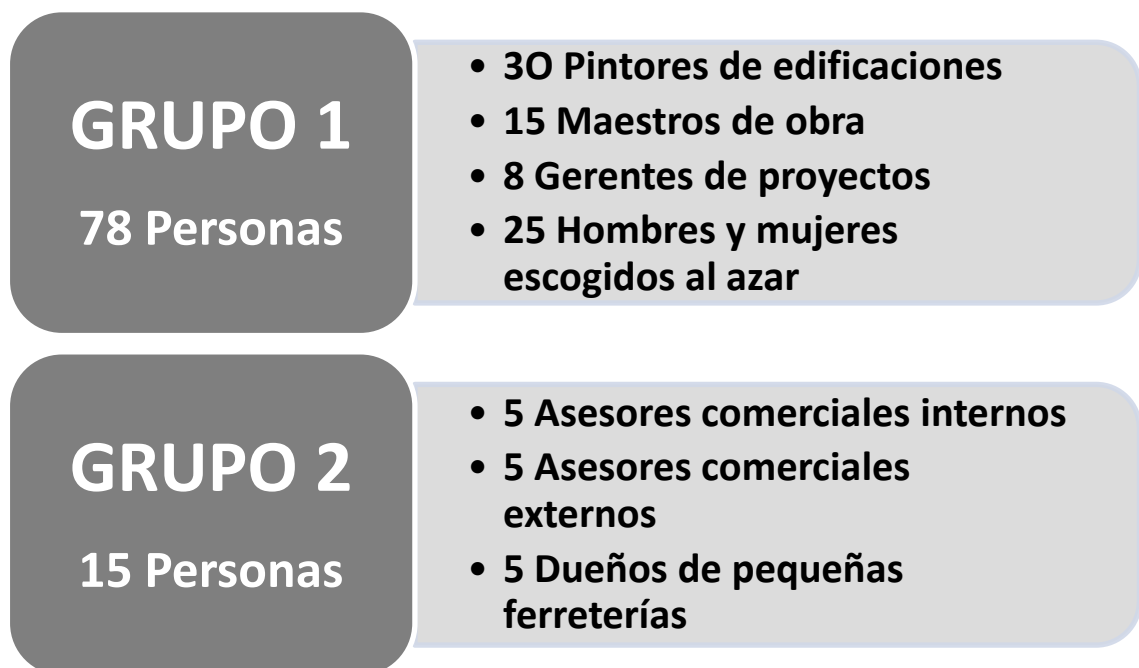 GRUPO 1
78 Personas
• 3O Pintores de edificaciones
• 15 Maestros de obra
• 8 Gerentes de proyectos
• 25 Hombres y mujeres
escogidos al azar
GRUPO 2
15 Personas
• 5 Asesores comerciales internos
• 5 Asesores comerciales
externos
• 5 Dueños de pequeñas
ferreterías